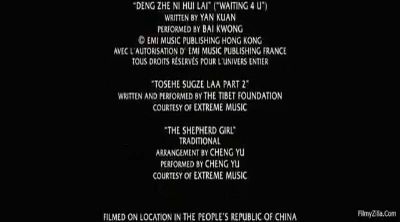 "DENG ZHE NI HUI LAI" ("WAITING 4 U")
WRITTEN BY YAN KUAN
PERFORMED BY BAI KWONG
© EMI MUSIC PUBLISHING HONG KONG
AVEC L'AUTORISATION D' EMI MUSIC PUBLISHING FRANCE
TOUS DROITS RÉSERVÉS POUR L'UNIVERS ENTIER
"TOSEHE SUGZE LAA PART 2"
WRITTEN AND PERFORMED BY THE TIBET FOUNDATION
COURTESY OF EXTREME MUSIC
"THE SHEPHERD GIRL"
TRADITIONAL
ARRANGEMENT BY CHENG YU
PERFORMED BY CHENG YU
COURTESY OF EXTREME MUSIC
FILMED ON LOCATION IN THE PEOPLE'S REPUBLIC OF CHINA
FilmyZilla.Com